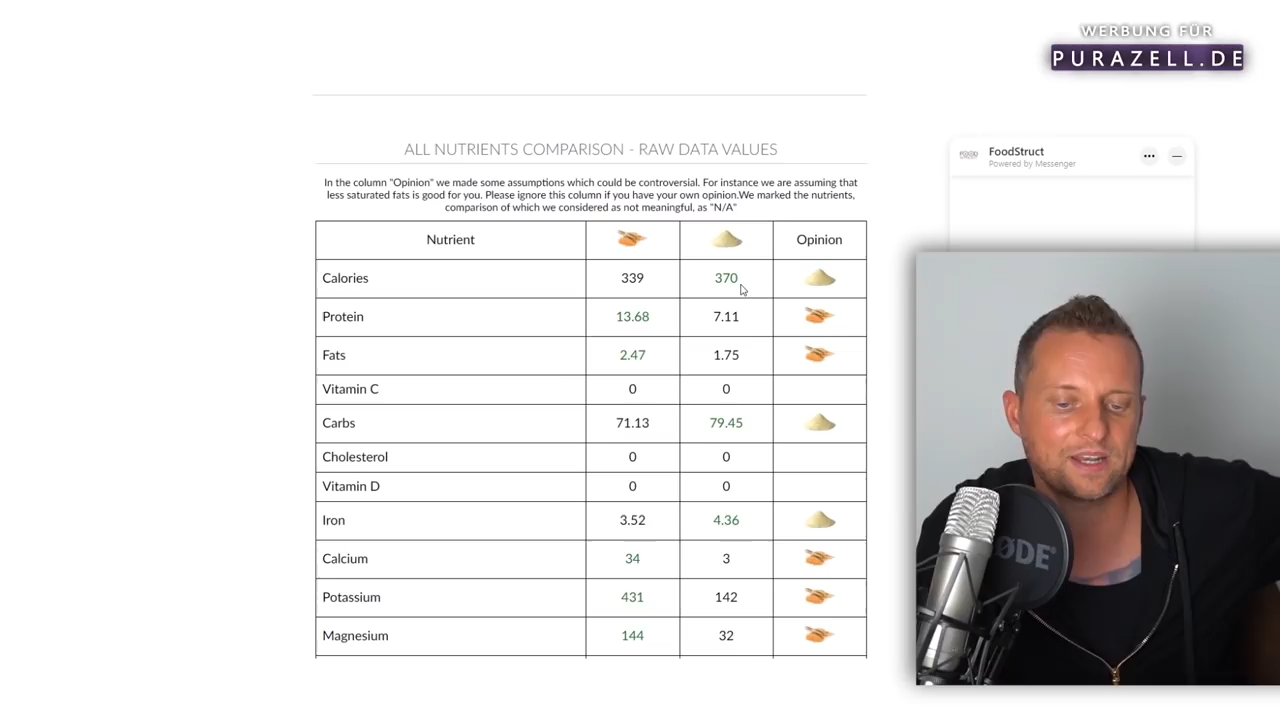 WERBUNG FÜR
PURAZELL.DE
ALL NUTRIENTS COMPARISON - RAW DATA VALUES
FoodStruct
Powered by Messenger
In the column "Opinion" we made some assumptions which could be controversial. For instance we are assuming that
less saturated fats is good for you. Please ignore this column if you have your own opinion.We marked the nutrients,
comparison of which we considered as not meaningful, as "N/A"
Nutrient Opinion
Calories 339 370
Protein 13.68 7.11
Fats 2.47 1.75
Vitamin C 0 0
Carbs 71.13 79.45
Cholesterol 0 0
Vitamin D 0 0
Iron 3.52 4.36
Calcium 34 3
Potassium 431 142
Magnesium 144 32
RØDE